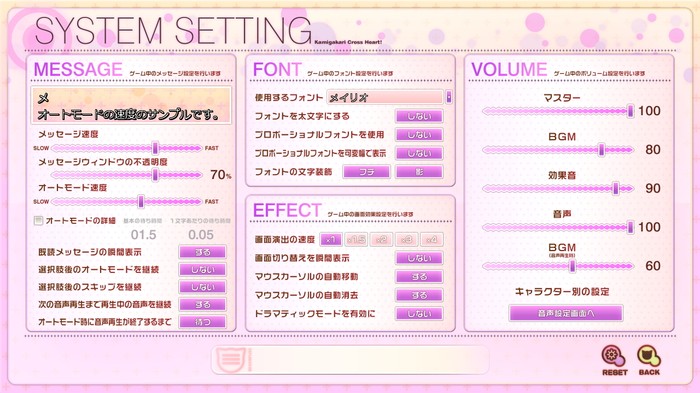 SYSTEM SETTING
Kamigakari Cross Heart!
MESSAGE ゲーム中のメッセージ設定を行います
メ
オートモードの速度のサンプルです。
メッセージ速度
SLOW FAST
メッセージウィンドウの不透明度
70%
オートモード速度
SLOW FAST
オートモードの詳細 基本の待ち時間 1文字あたりの待ち時間
01.5 0.05
既読メッセージの瞬間表示 する
選択肢後のオートモードを継続 しない
選択肢後のスキップを継続 しない
次の音声再生まで再生中の音声を継続 する
オートモード時に音声再生が終了するまで 待つ
FONT ゲーム中のフォント設定を行います
使用するフォント メイリオ
フォントを太文字にする しない
プロポーショナルフォントを使用 しない
プロポーショナルフォントを可変幅で表示 しない
フォントの文字装飾 フチ 影
EFFECT ゲーム中の画面効果設定を行います
画面演出の速度 x1 x1.5 x2 x3 x4
画面切り替えを瞬間表示 しない
マウスカーソルの自動移動 する
マウスカーソルの自動消去 する
ドラマティックモードを有効に しない
VOLUME ゲーム中のボリューム設定を行います
マスター
100
BGM
80
効果音
90
音声
100
BGM
(音声再生時)
60
キャラクター別の設定
音声設定画面へ
RESET BACK